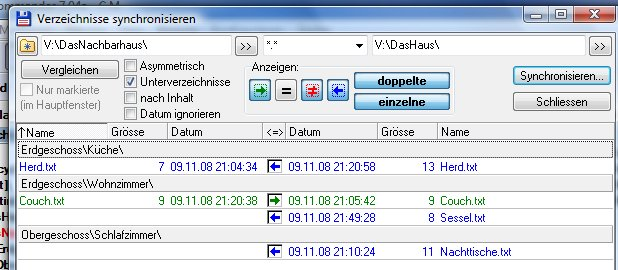 Verzeichnisse synchronisieren
V:\DasNachbarhaus\ >> *.* V:\DasHaus\ >>
Vergleichen
Nur markierte
(im Hauptfenster)
Asymmetrisch
Unterverzeichnisse
nach Inhalt
Datum ignorieren
Anzeigen:
=
doppelte
einzelne
Synchronisieren...
Schliessen
↑Name Grösse Datum <=> Datum Grösse Name
Erdgeschoss\Küche\
Herd.txt 7 09.11.08 21:04:34 09.11.08 21:20:58 13 Herd.txt
Erdgeschoss\Wohnzimmer\
Couch.txt 9 09.11.08 21:20:38 09.11.08 21:05:42 9 Couch.txt
09.11.08 21:49:28 8 Sessel.txt
Obergeschoss\Schlafzimmer\
09.11.08 21:10:24 11 Nachttische.txt